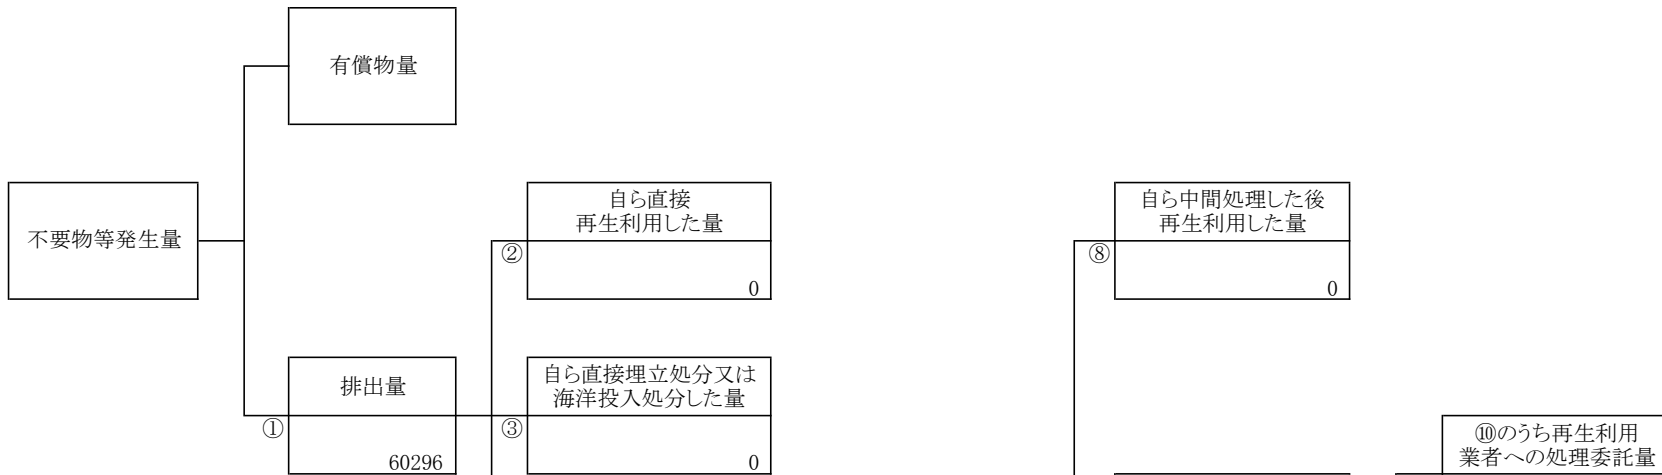 有償物量
不要物等発生量
自ら直接
再生利用した量
②
0
自ら中間処理した後
再生利用した量
⑧
0
排出量
①
60296
自ら直接埋立処分又は
海洋投入処分した量
③
0
⑩のうち再生利用
業者への処理委託量